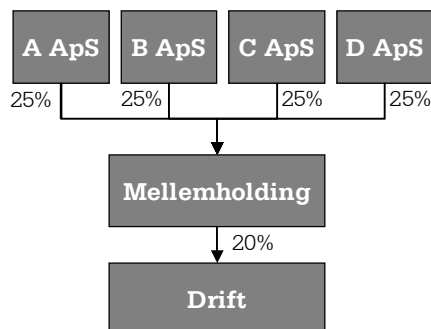 A ApS B ApS C ApS D ApS
25% 25% 25% 25%
Mellemholding
20%
Drift